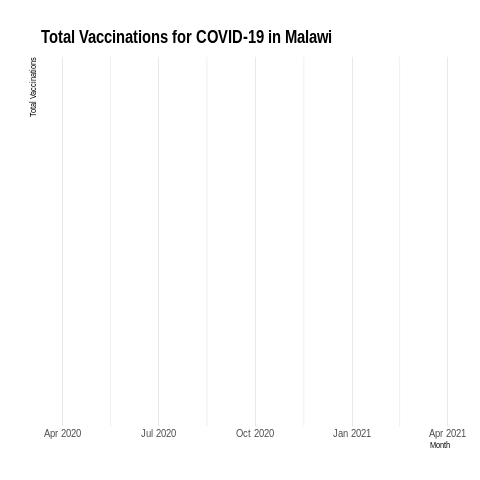 Total Vaccinations for COVID-19 in Malawi
Total Vaccinations
Apr 2020
Jul 2020
Oct 2020
Jan 2021
Apr 2021
Month